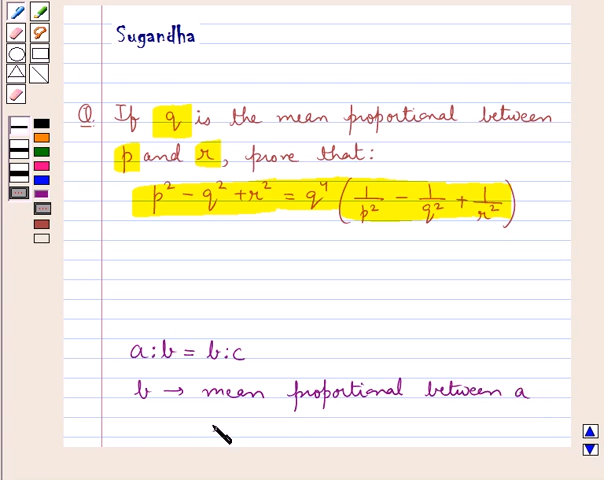 Sugandha
Q. If q is the mean proportional between
p and r, prove that:
p² - q² + r² = q⁴ (1/p² - 1/q² + 1/r²)
a : b = b : c
b → mean proportional between a